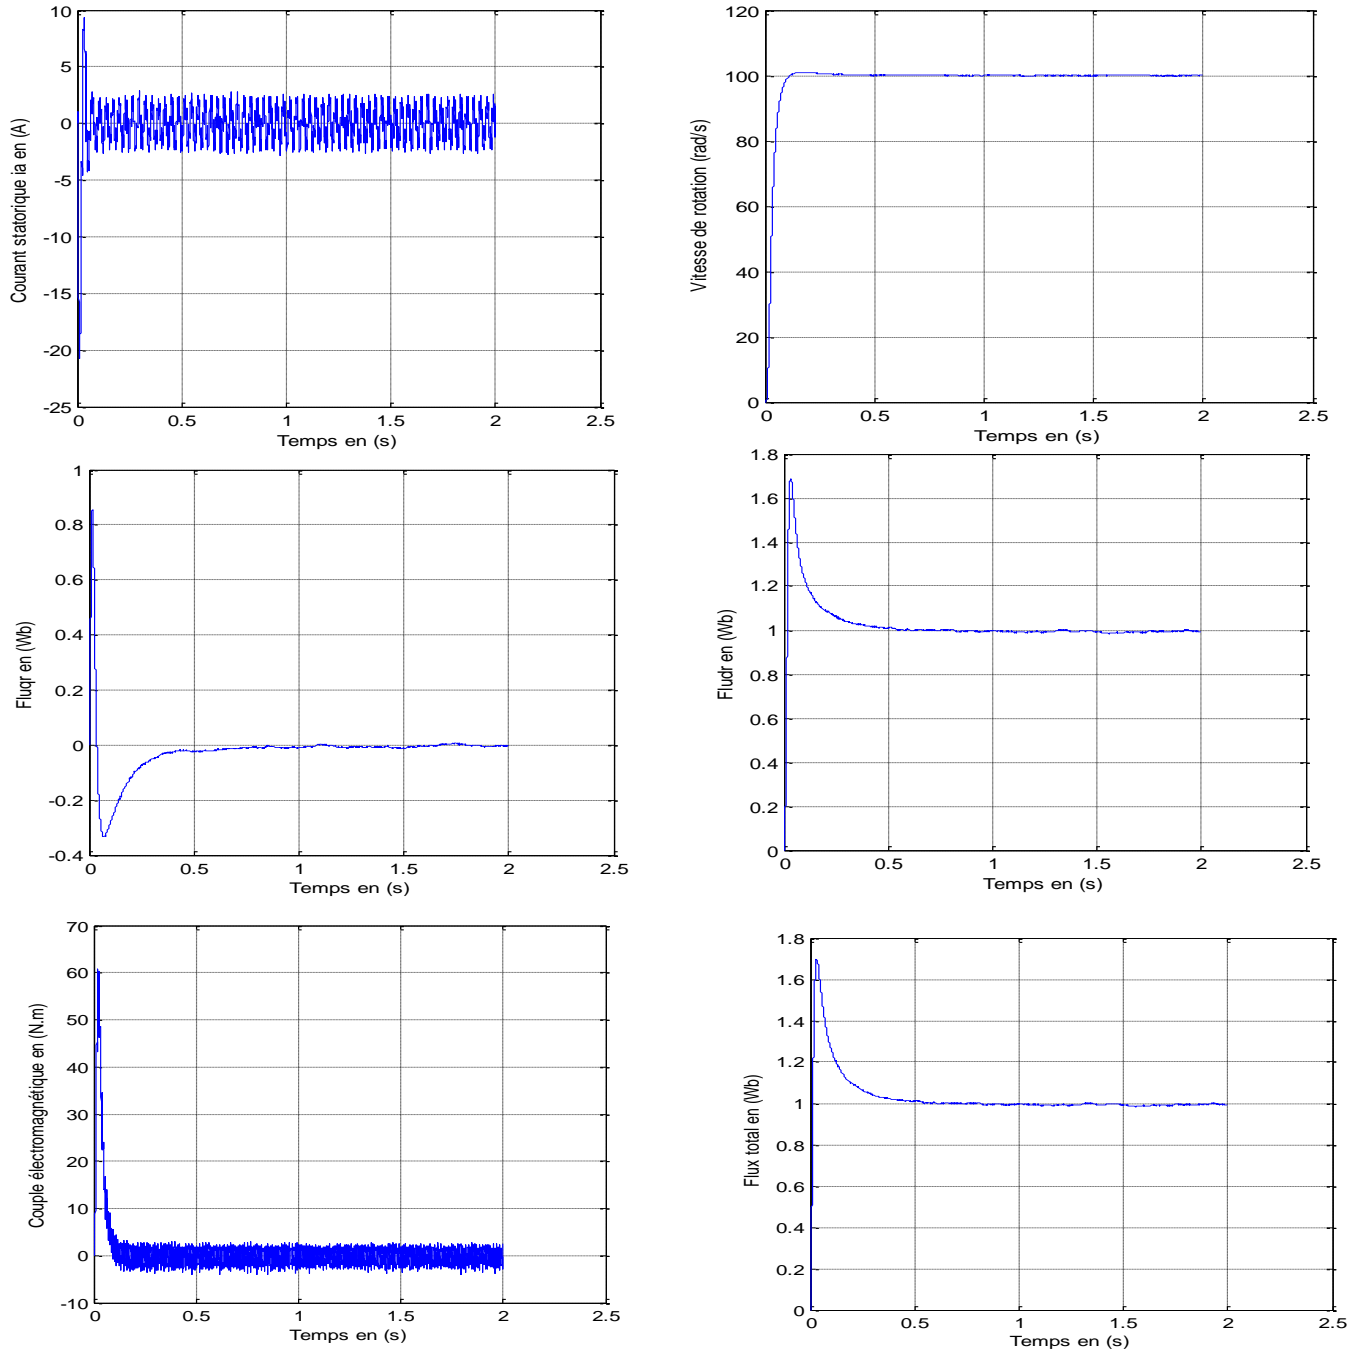 10
5
0
-5
-10
-15
-20
-25
0 0.5 1 1.5 2 2.5
Temps en (s)
Courant statorique ia en (A)
120
100
80
60
40
20
0
0 0.5 1 1.5 2 2.5
Temps en (s)
Vitesse de rotation (rad/s)
1
0.8
0.6
0.4
0.2
0
-0.2
-0.4
0 0.5 1 1.5 2 2.5
Temps en (s)
Fluqr en (Wb)
1.8
1.6
1.4
1.2
1
0.8
0.6
0.4
0.2
0
0 0.5 1 1.5 2 2.5
Temps en (s)
Fludr en (Wb)
70
60
50
40
30
20
10
0
-10
0 0.5 1 1.5 2 2.5
Temps en (s)
Couple électromagnétique en (N.m)
1.8
1.6
1.4
1.2
1
0.8
0.6
0.4
0.2
0
0 0.5 1 1.5 2 2.5
Temps en (s)
Flux total en (Wb)